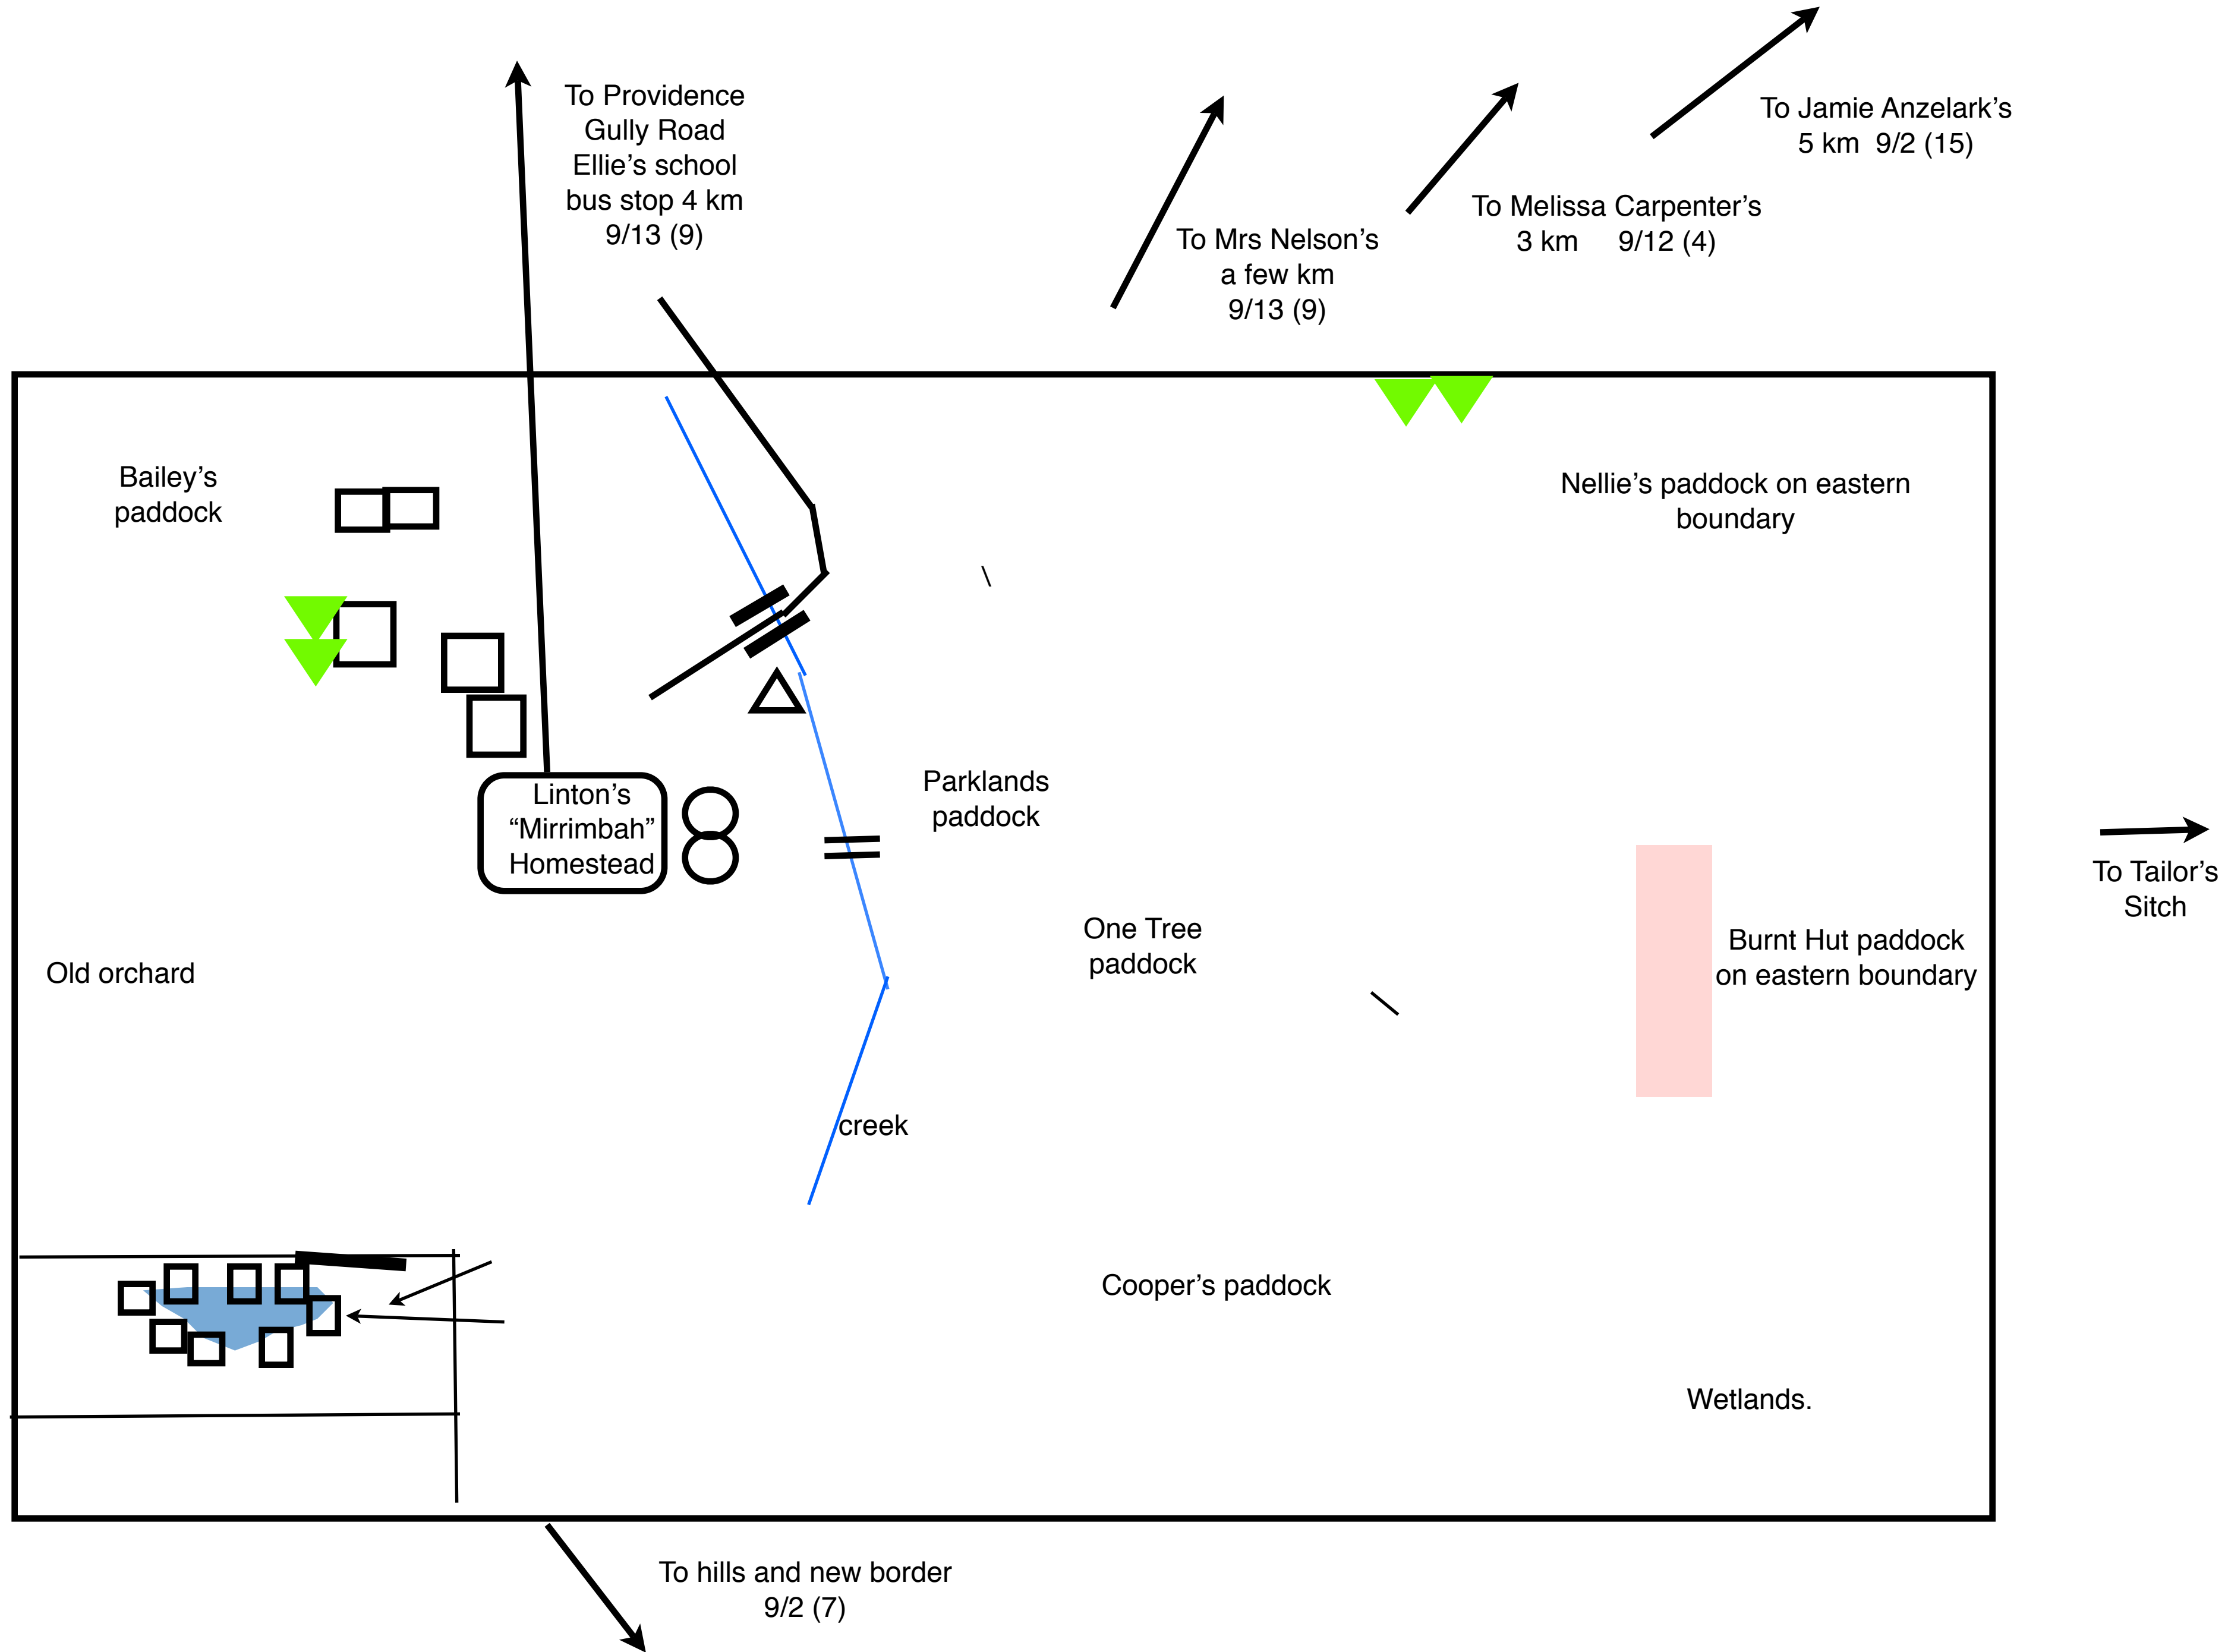 To Providence
Gully Road
Ellie’s school
bus stop 4 km
9/13 (9)
To Mrs Nelson’s
a few km
9/13 (9)
To Melissa Carpenter’s
3 km 9/12 (4)
To Jamie Anzelark’s
5 km 9/2 (15)
Bailey’s
paddock
Nellie’s paddock on eastern
boundary
Linton’s
“Mirrimbah”
Homestead
Parklands
paddock
One Tree
paddock
To Tailor’s
Sitch
Burnt Hut paddock
on eastern boundary
Old orchard
creek
Cooper’s paddock
Wetlands.
To hills and new border
9/2 (7)